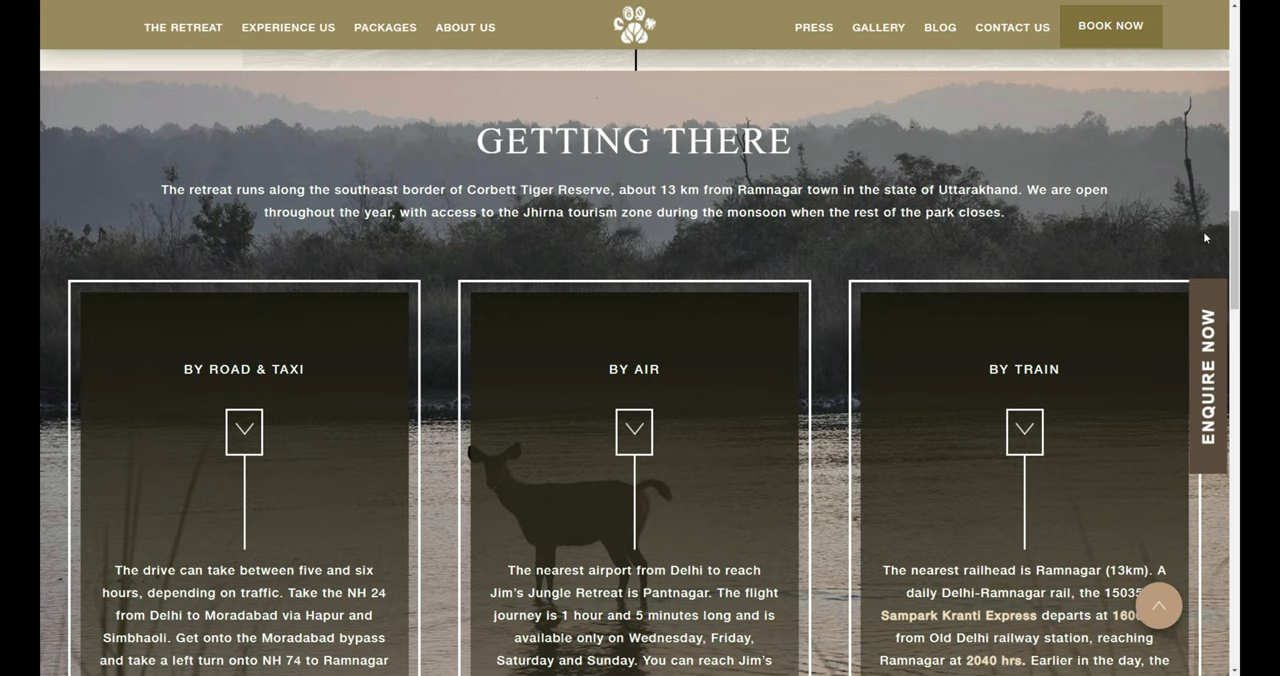 THE RETREAT EXPERIENCE US PACKAGES ABOUT US PRESS GALLERY BLOG CONTACT US BOOK NOW
GETTING THERE
The retreat runs along the southeast border of Corbett Tiger Reserve, about 13 km from Ramnagar town in the state of Uttarakhand. We are open
throughout the year, with access to the Jhirna tourism zone during the monsoon when the rest of the park closes.
ENQUIRE NOW
BY ROAD & TAXI
The drive can take between five and six
hours, depending on traffic. Take the NH 24
from Delhi to Moradabad via Hapur and
Simbhaoli. Get onto the Moradabad bypass
and take a left turn onto NH 74 to Ramnagar
BY AIR
The nearest airport from Delhi to reach
Jim's Jungle Retreat is Pantnagar. The flight
journey is 1 hour and 5 minutes long and is
available only on Wednesday, Friday,
Saturday and Sunday. You can reach Jim's
BY TRAIN
The nearest railhead is Ramnagar (13km). A
daily Delhi-Ramnagar rail, the 15035
Sampark Kranti Express departs at
from Old Delhi railway station, reaching
Ramnagar at 2040 hrs. Earlier in the day, the